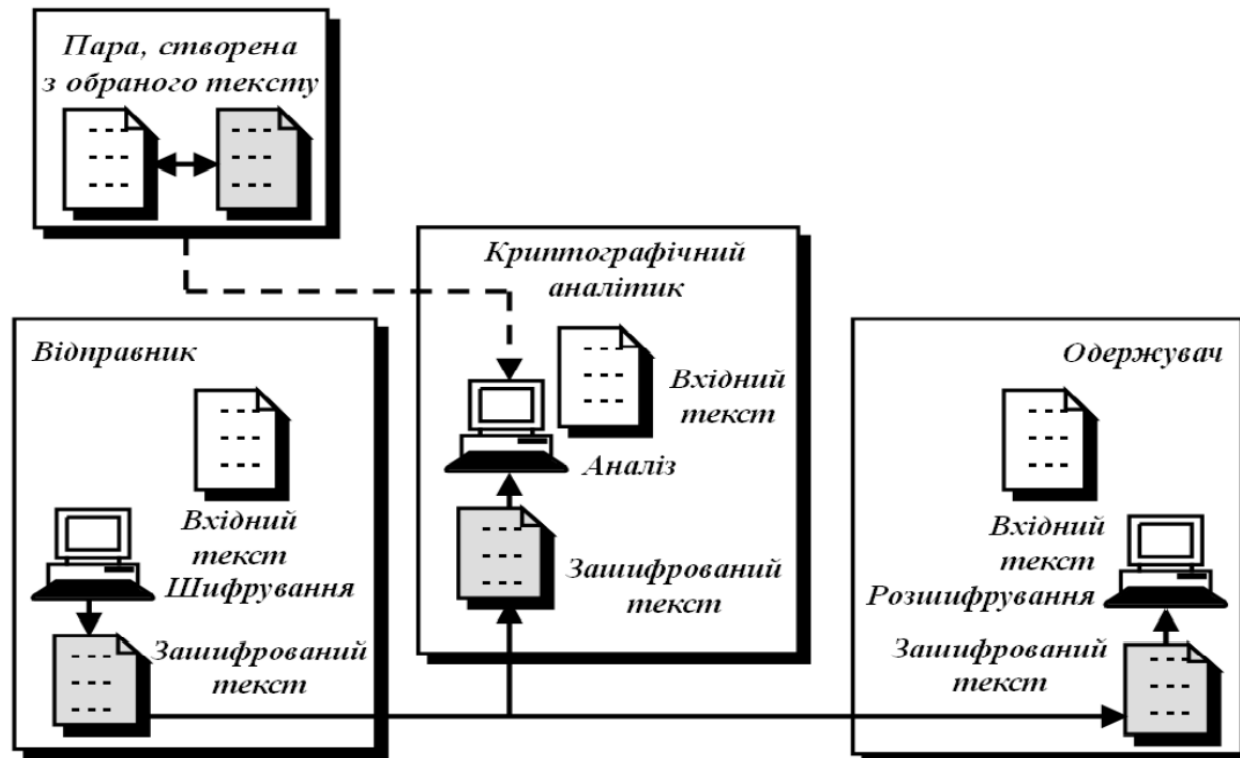 Пара, створена
з обраного тексту
Криптографічний
аналітик
Вхідний
текст
Аналіз
Зашифрований
текст
Відправник
Вхідний
текст
Шифрування
Зашифрований
текст
Одержувач
Вхідний
текст
Розшифрування
Зашифрований
текст